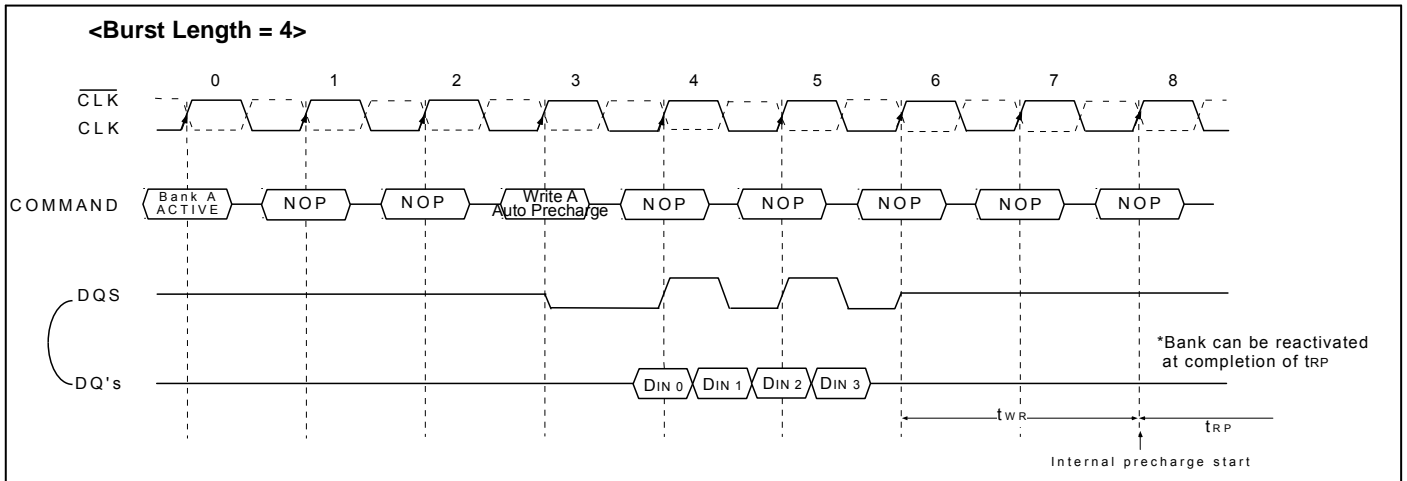 <Burst Length = 4>
0 1 2 3 4 5 6 7 8
CLK
CLK
COMMAND
Bank A
ACTIVE
NOP
NOP
Write A
Auto Precharge
NOP
NOP
NOP
NOP
NOP
DQS
*Bank can be reactivated
at completion of tRP
DQ's
DIN 0
DIN 1
DIN 2
DIN 3
tWR
tRP
Internal precharge start